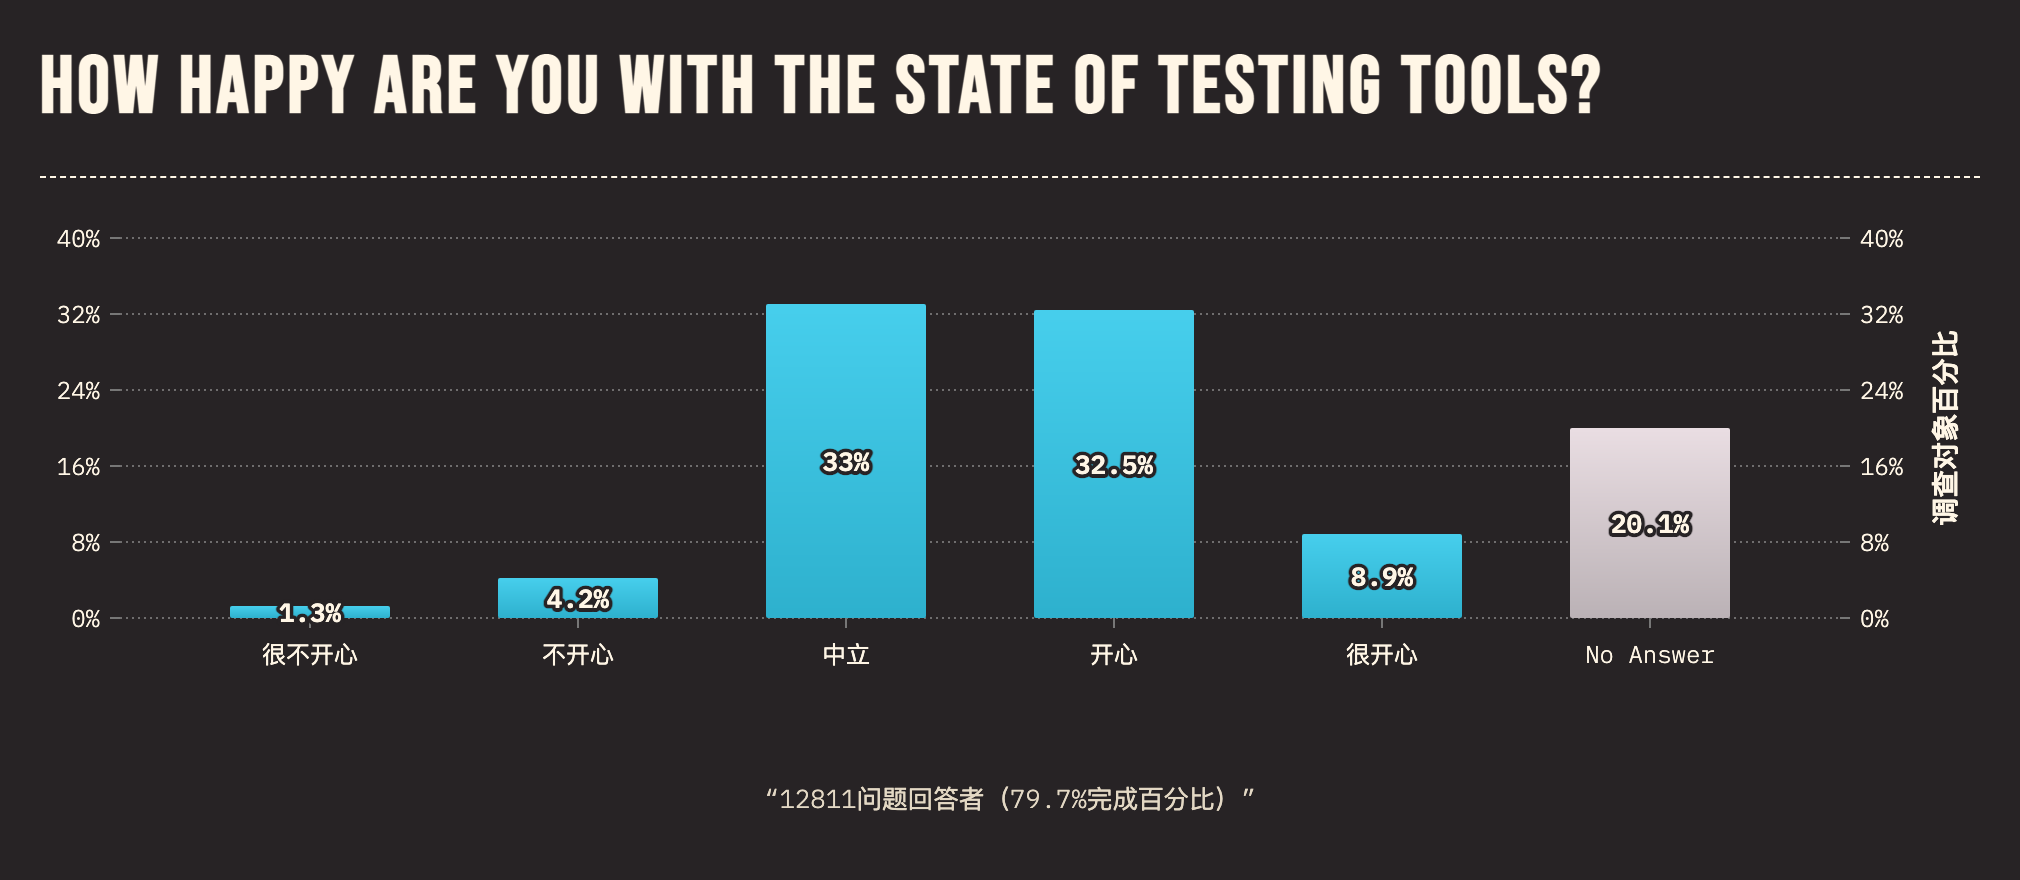 HOW HAPPY ARE YOU WITH THE STATE OF TESTING TOOLS?
40%
32%
24%
16%
8%
0%
40%
32%
24%
16%
8%
0%
调查对象百分比
1.3%
4.2%
33%
32.5%
8.9%
20.1%
很不开心
不开心
中立
开心
很开心
No Answer
“12811问题回答者（79.7%完成百分比）”